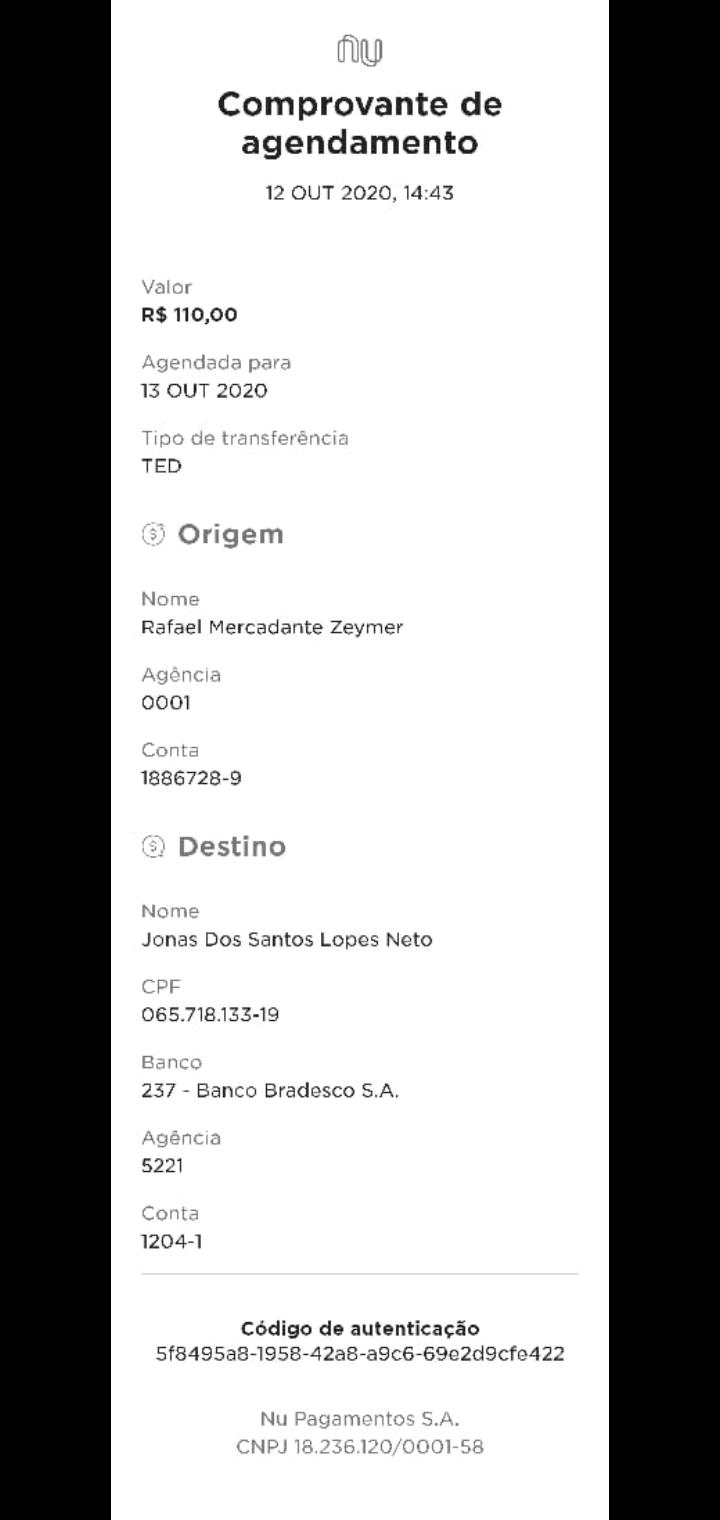 nu
Comprovante de
agendamento
12 OUT 2020, 14:43
Valor
R$ 110,00
Agendada para
13 OUT 2020
Tipo de transferência
TED
Origem
Nome
Rafael Mercadante Zeymer
Agência
0001
Conta
1886728-9
Destino
Nome
Jonas Dos Santos Lopes Neto
CPF
065.718.133-19
Banco
237 - Banco Bradesco S.A.
Agência
5221
Conta
1204-1
Código de autenticação
5f8495a8-1958-42a8-a9c6-69e2d9cfe422
Nu Pagamentos S.A.
CNPJ 18.236.120/0001-58